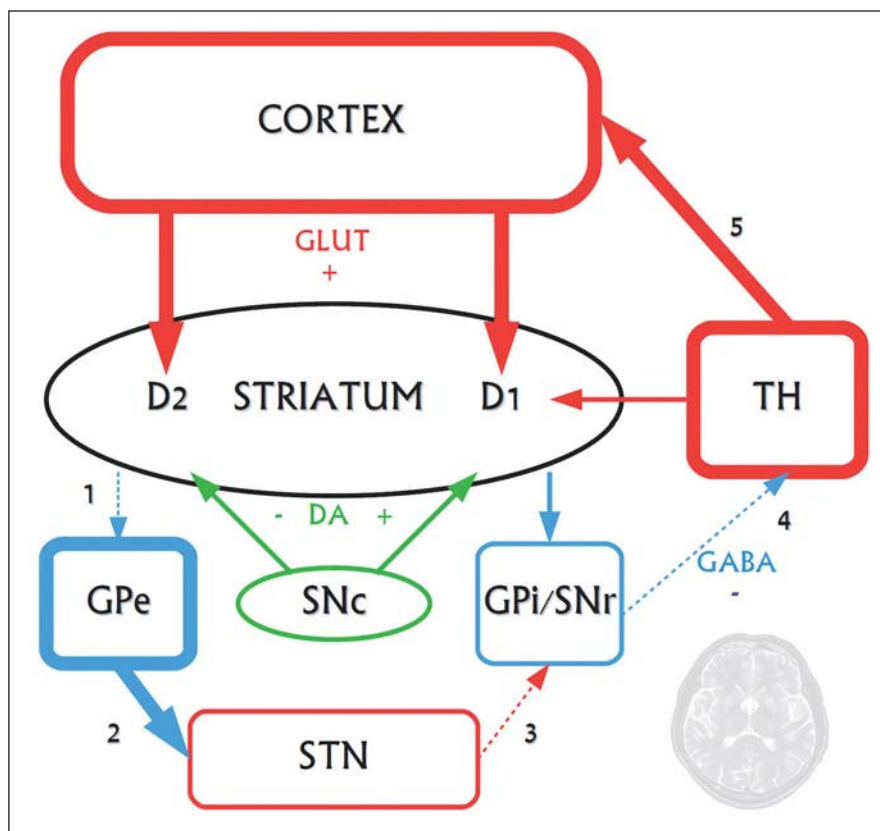 CORTEX
GLUT
+
5
D2 STRIATUM D1
TH
1
- DA +
4
GABA
-
GPe
SNc
GPi/SNr
2
3
STN